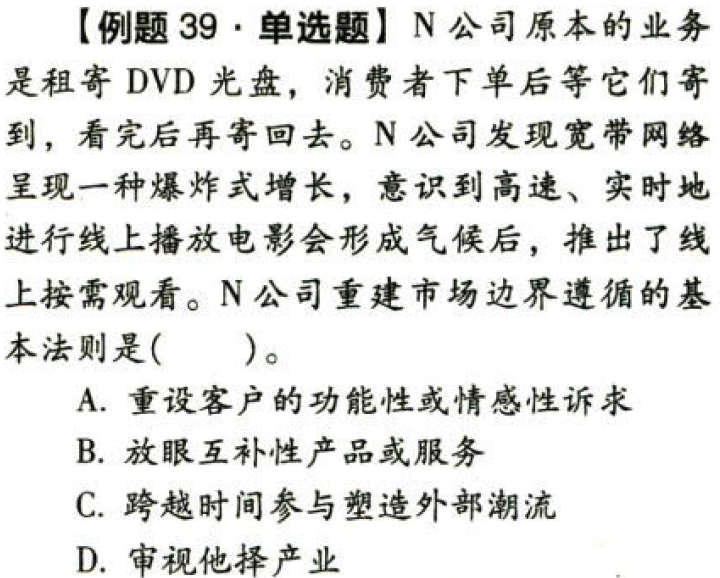 【例题 39 · 单选题】 N 公司原本的业务
是租寄 DVD 光盘，消费者下单后等它们寄
到，看完后再寄回去。N 公司发现宽带网络
呈现一种爆炸式增长，意识到高速、实时地
进行线上播放电影会形成气候后，推出了线
上按需观看。N 公司重建市场边界遵循的基
本法则是(　　)。
A. 重设客户的功能性或情感性诉求
B. 放眼互补性产品或服务
C. 跨越时间参与塑造外部潮流
D. 审视他择产业